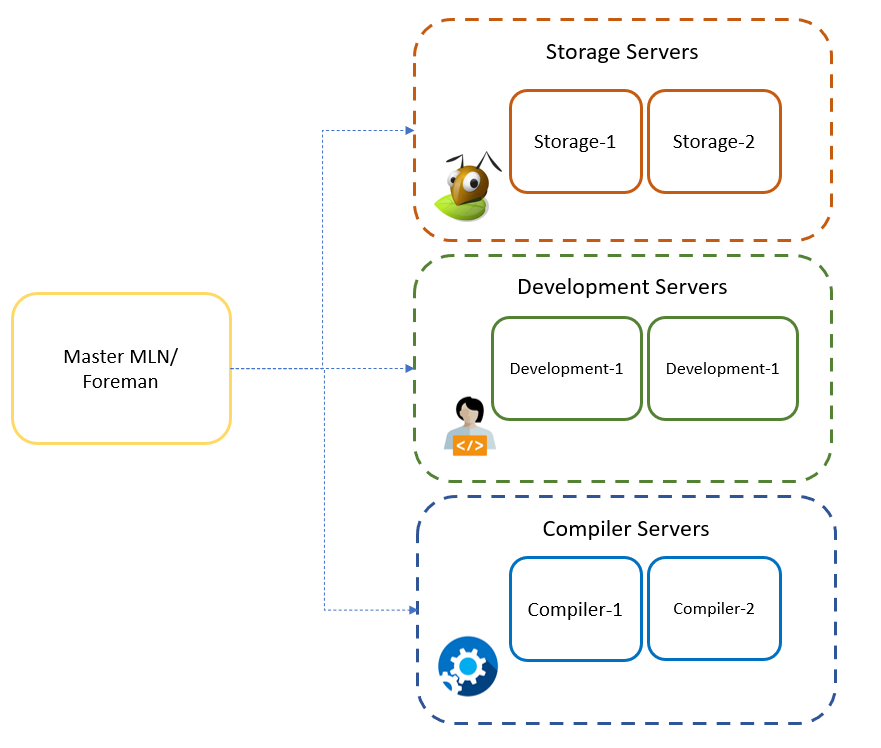 Storage Servers
Storage-1
Storage-2
Development Servers
Development-1
Development-1
</>
Master MLN/
Foreman
Compiler Servers
Compiler-1
Compiler-2